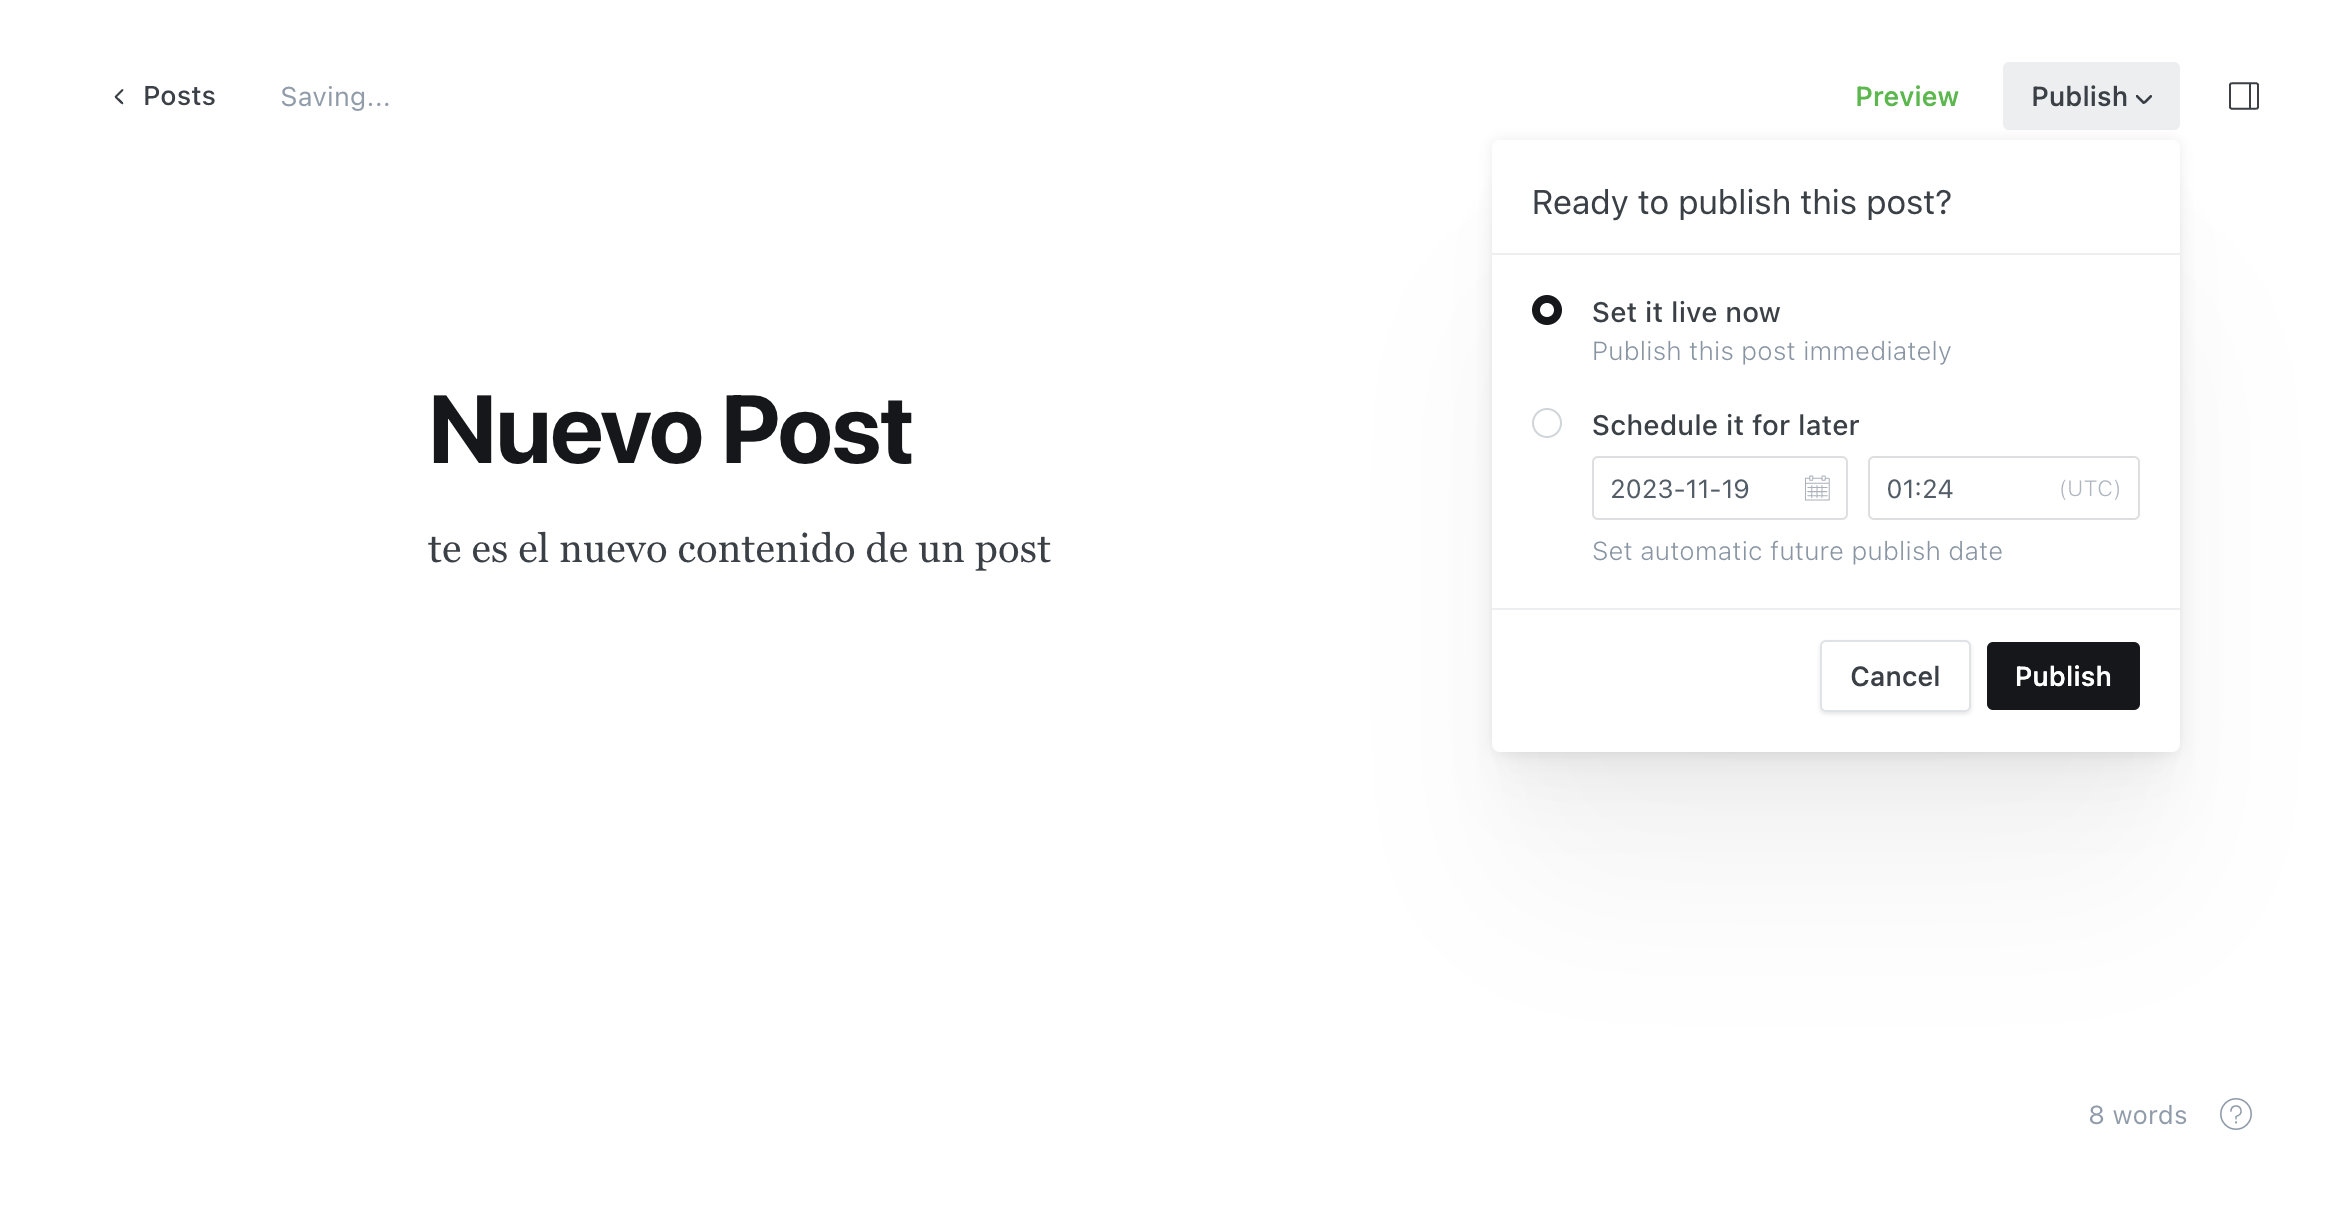 Posts
Saving...
Preview
Publish
Ready to publish this post?
Set it live now
Publish this post immediately
Schedule it for later
2023-11-19
01:24
(UTC)
Set automatic future publish date
Cancel
Publish
Nuevo Post
te es el nuevo contenido de un post
8 words
?